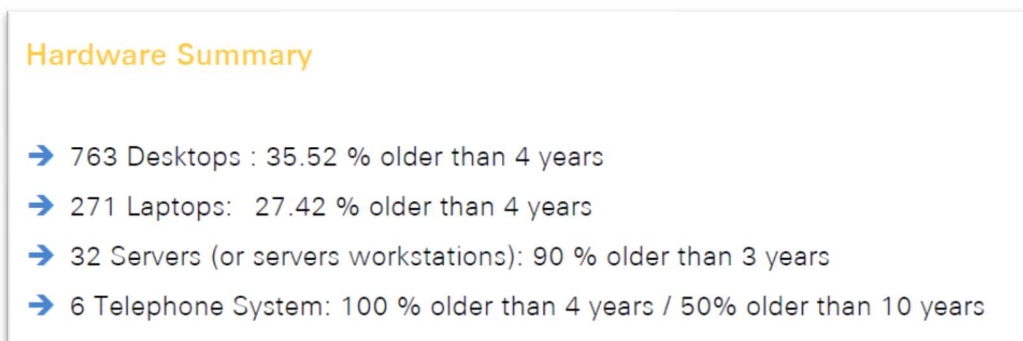 Hardware Summary
➔ 763 Desktops : 35.52 % older than 4 years
➔ 271 Laptops: 27.42 % older than 4 years
➔ 32 Servers (or servers workstations): 90 % older than 3 years
➔ 6 Telephone System: 100 % older than 4 years / 50% older than 10 years